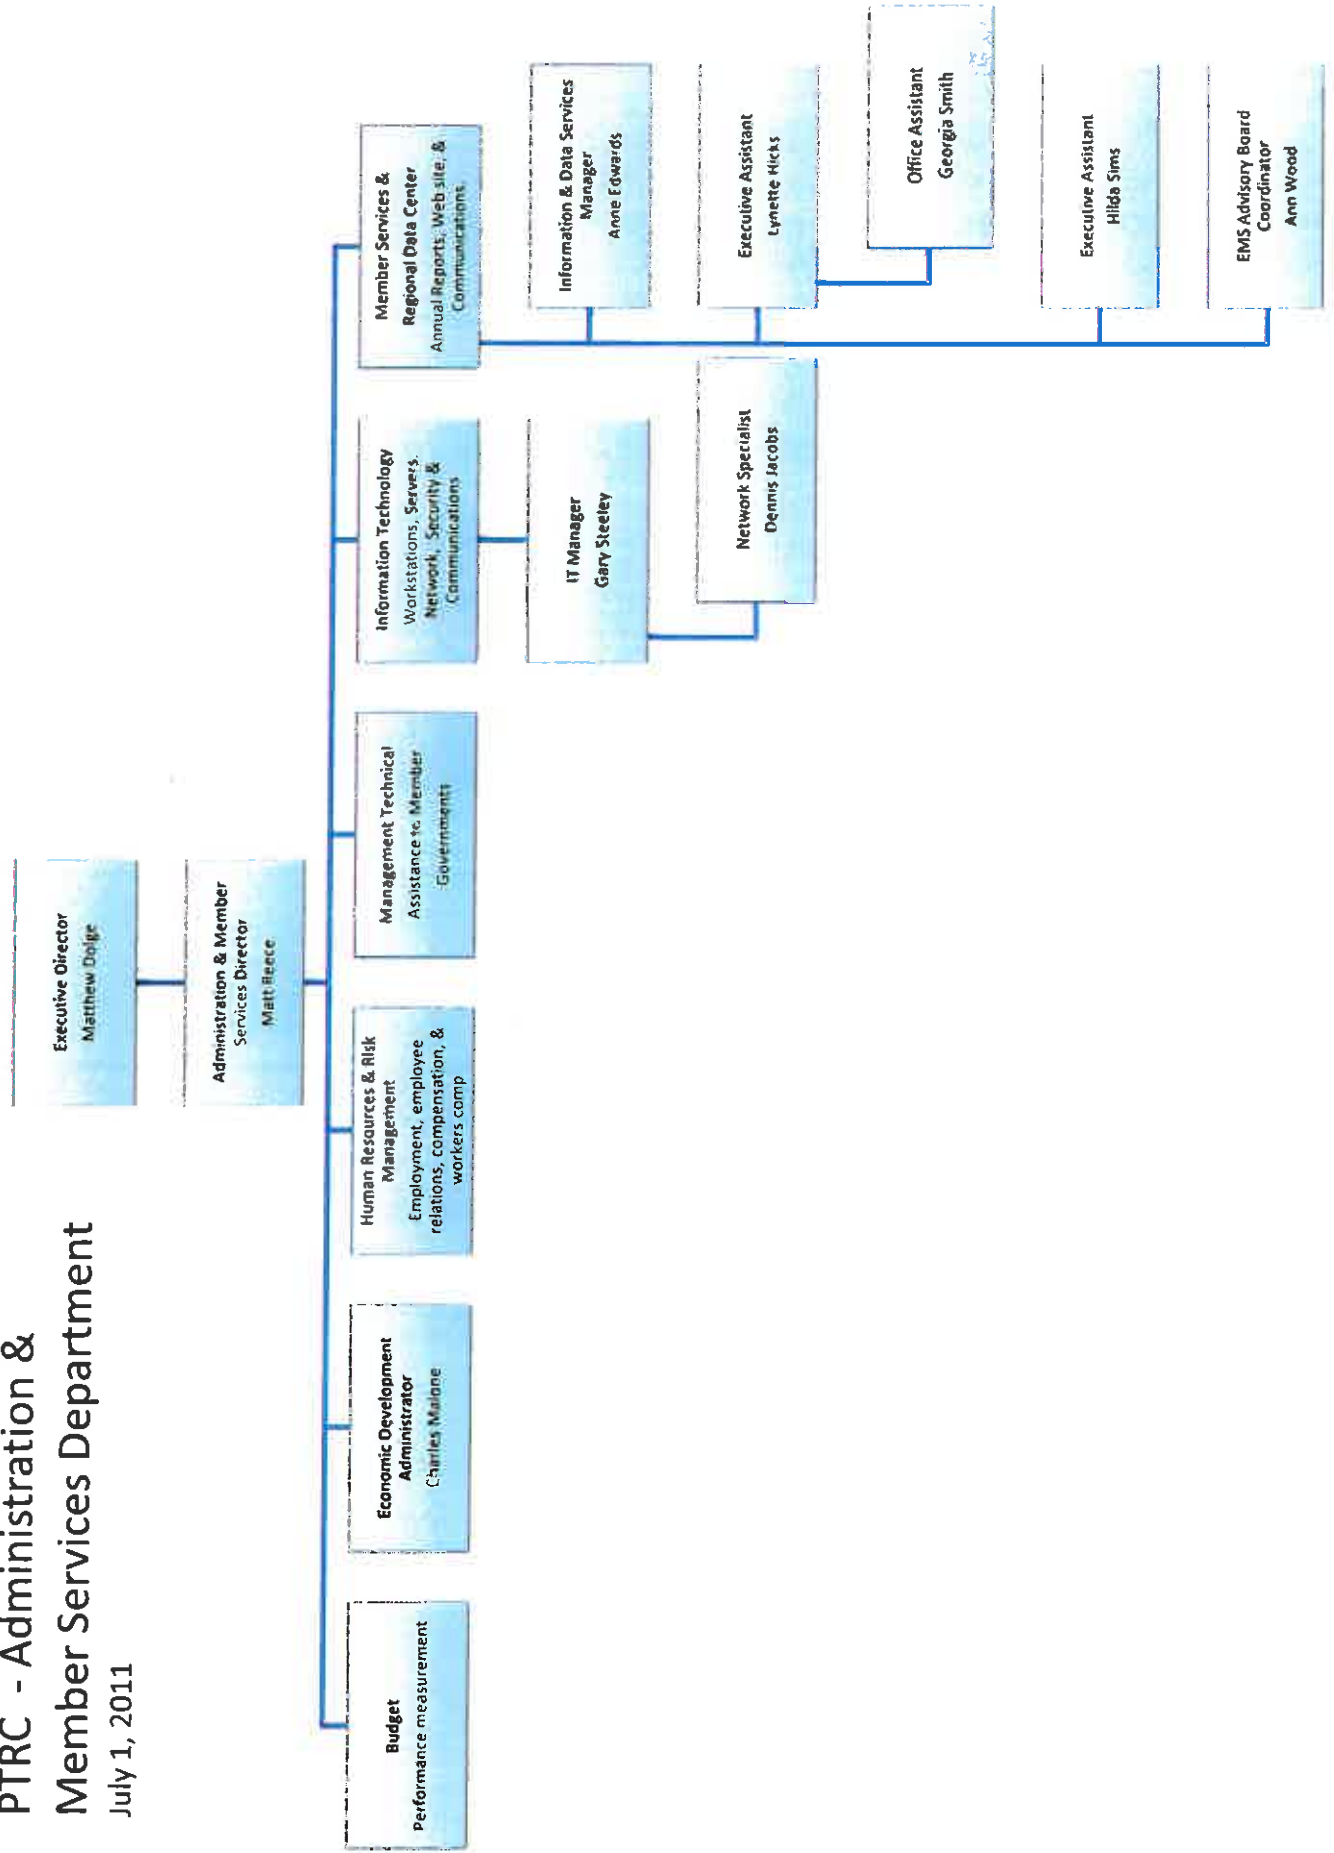 PTRC - Administration &
Member Services Department
July 1, 2011
Executive Director
Matthew Dolge
Administration & Member
Services Director
Matt Reece
Budget
Performance measurement
Economic Development
Administrator
Charles Malone
Human Resources & Risk
Management
Employment, employee
relations, compensation, &
workers comp
Management Technical
Assistance to Member
Governments
Information Technology
Workstations, Servers,
Network, Security &
Communications
Member Services &
Regional Data Center
Annual Reports, Web site, &
Communications
IT Manager
Gary Steeley
Network Specialist
Dennis Jacobs
Information & Data Services
Manager
Anne Edwards
Executive Assistant
Lynette Hicks
Office Assistant
Georgia Smith
Executive Assistant
Hilda Sims
EMS Advisory Board
Coordinator
Ann Wood